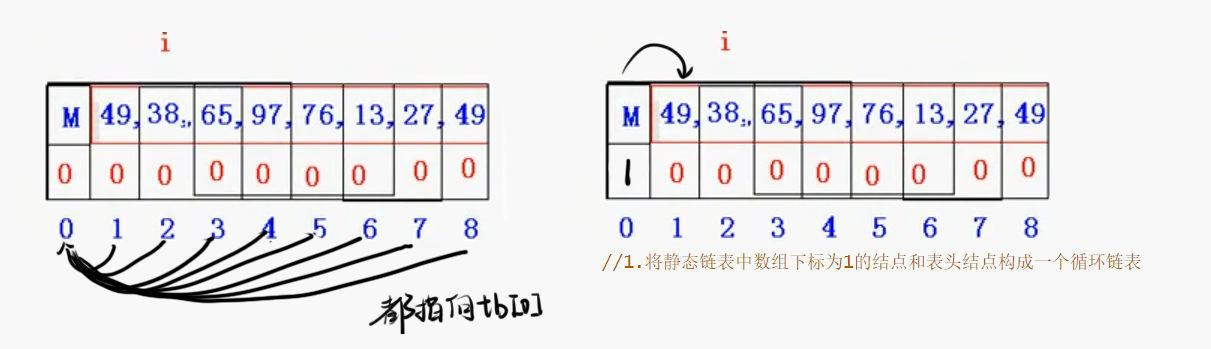 i
M 49, 38, 65, 97, 76, 13, 27, 49
0 0 0 0 0 0 0 0 0
0 1 2 3 4 5 6 7 8
都指向tb[0]
i
M 49, 38, 65, 97, 76, 13, 27, 49
1 0 0 0 0 0 0 0 0
0 1 2 3 4 5 6 7 8
//1.将静态链表中数组下标为1的结点和表头结点构成一个循环链表